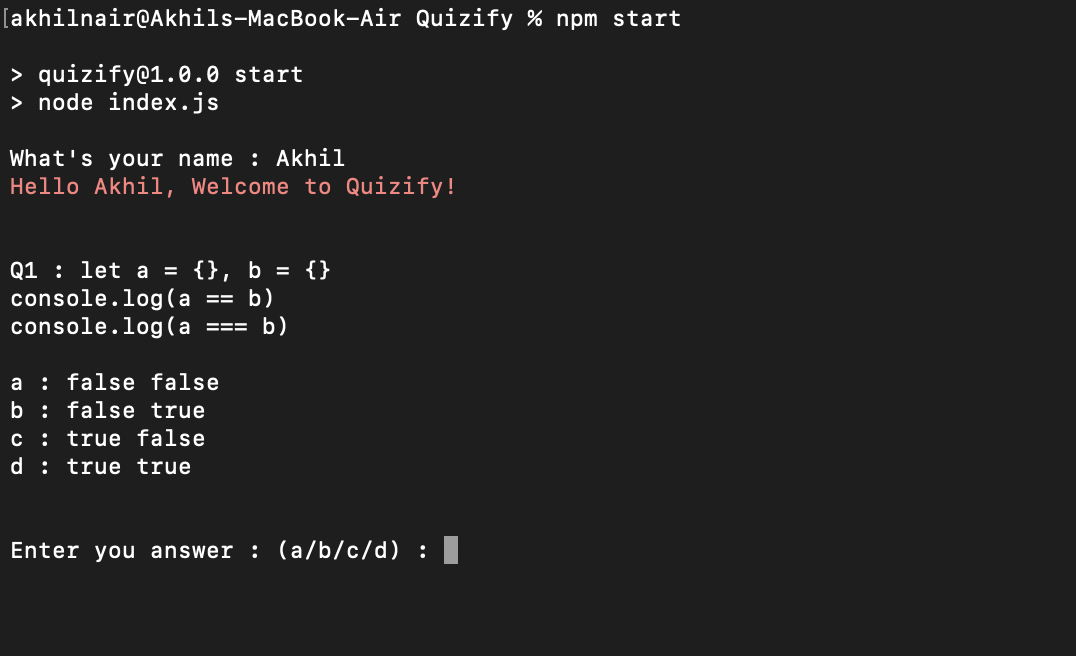 [akhilnair@Akhils-MacBook-Air Quizify % npm start
> quizify@1.0.0 start
> node index.js
What's your name : Akhil
Hello Akhil, Welcome to Quizify!
Q1 : let a = {}, b = {}
console.log(a == b)
console.log(a === b)
a : false false
b : false true
c : true false
d : true true
Enter you answer : (a/b/c/d) :